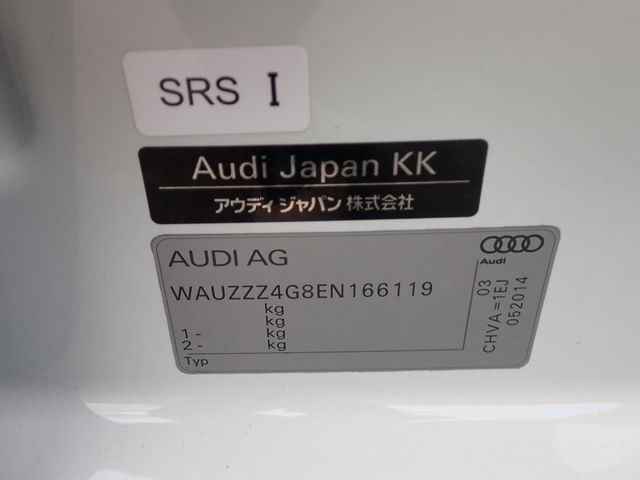 SRS I
Audi Japan KK
アウディ ジャパン 株式会社
AUDI AG
Audi
WAUZZZ4G8EN166119
kg
kg
1 - kg
2 - kg
Typ
03
CHVA =1EJ
052014